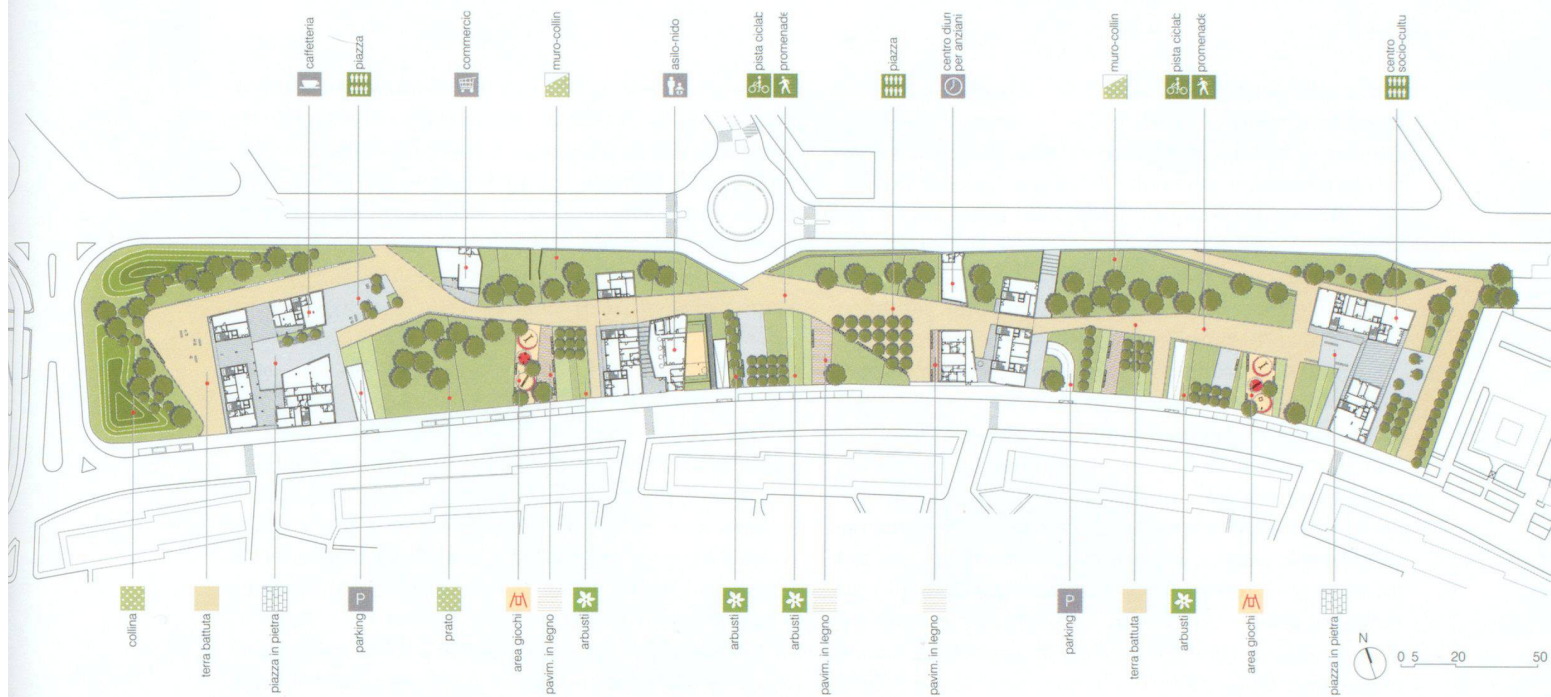 caffetteria
piazza
commercio
muro-collin
asilo-nido
pista ciclab
promenade
piazza
centro diurn
per anziani
muro-collin
pista ciclab
promenade
centro
socio-cultu
collina
terra battuta
piazza in pietra
P
parking
prato
area giochi
pavim. in legno
arbusti
arbusti
arbusti
pavim. in legno
pavim. in legno
P
parking
terra battuta
arbusti
area giochi
piazza in pietra
N
0 5 20 50